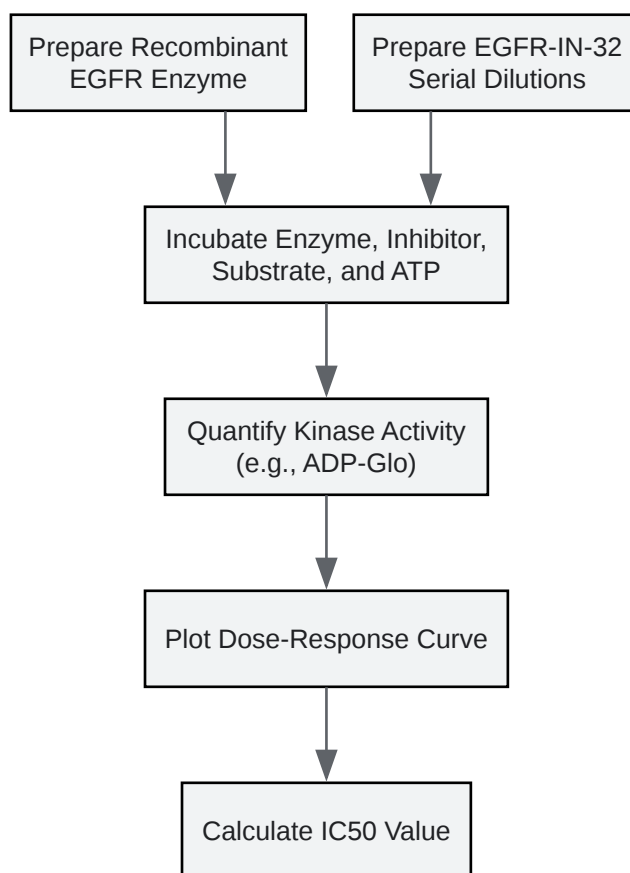 Prepare Recombinant
EGFR Enzyme
Prepare EGFR-IN-32
Serial Dilutions
Incubate Enzyme, Inhibitor,
Substrate, and ATP
Quantify Kinase Activity
(e.g., ADP-Glo)
Plot Dose-Response Curve
Calculate IC50 Value